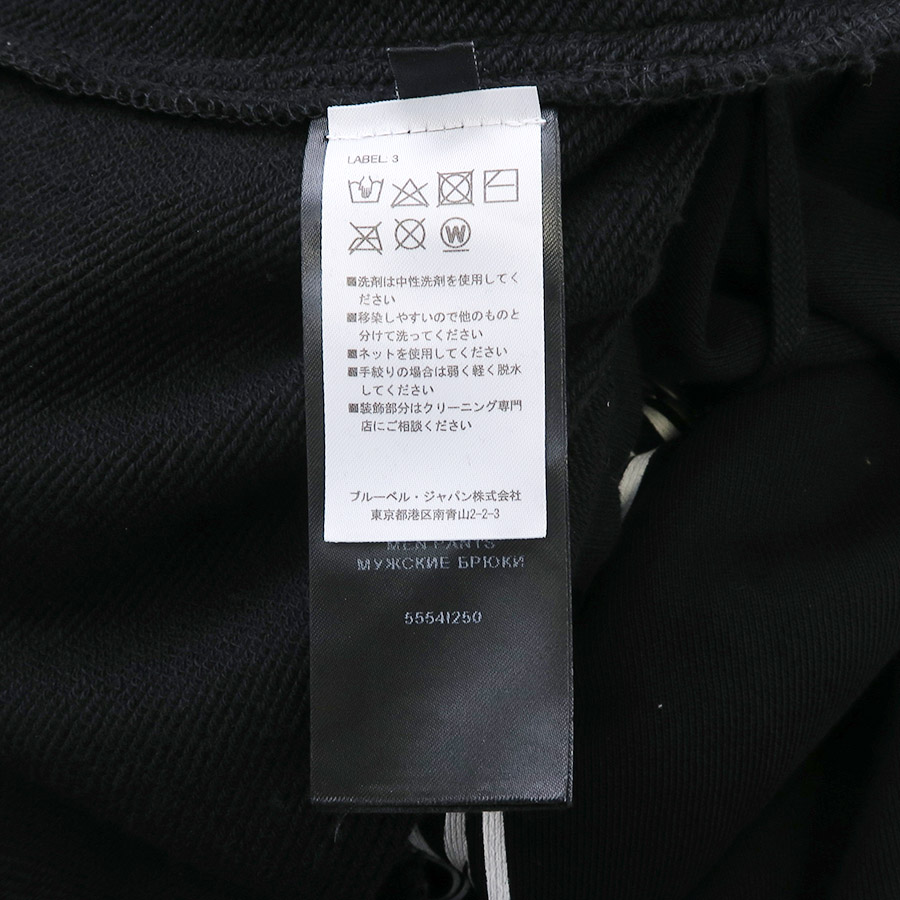 LABEL: 3
W
■洗剤は中性洗剤を使用してく
ださい
■移染しやすいので他のものと
分けて洗ってください
■ネットを使用してください
■手絞りの場合は弱く軽く脱水
してください
■装飾部分はクリーニング専門
店にご相談ください
ブルーベル・ジャパン株式会社
東京都港区南青山2-2-3
MEN PANTS
МУЖСКИЕ БРЮКИ
55541250